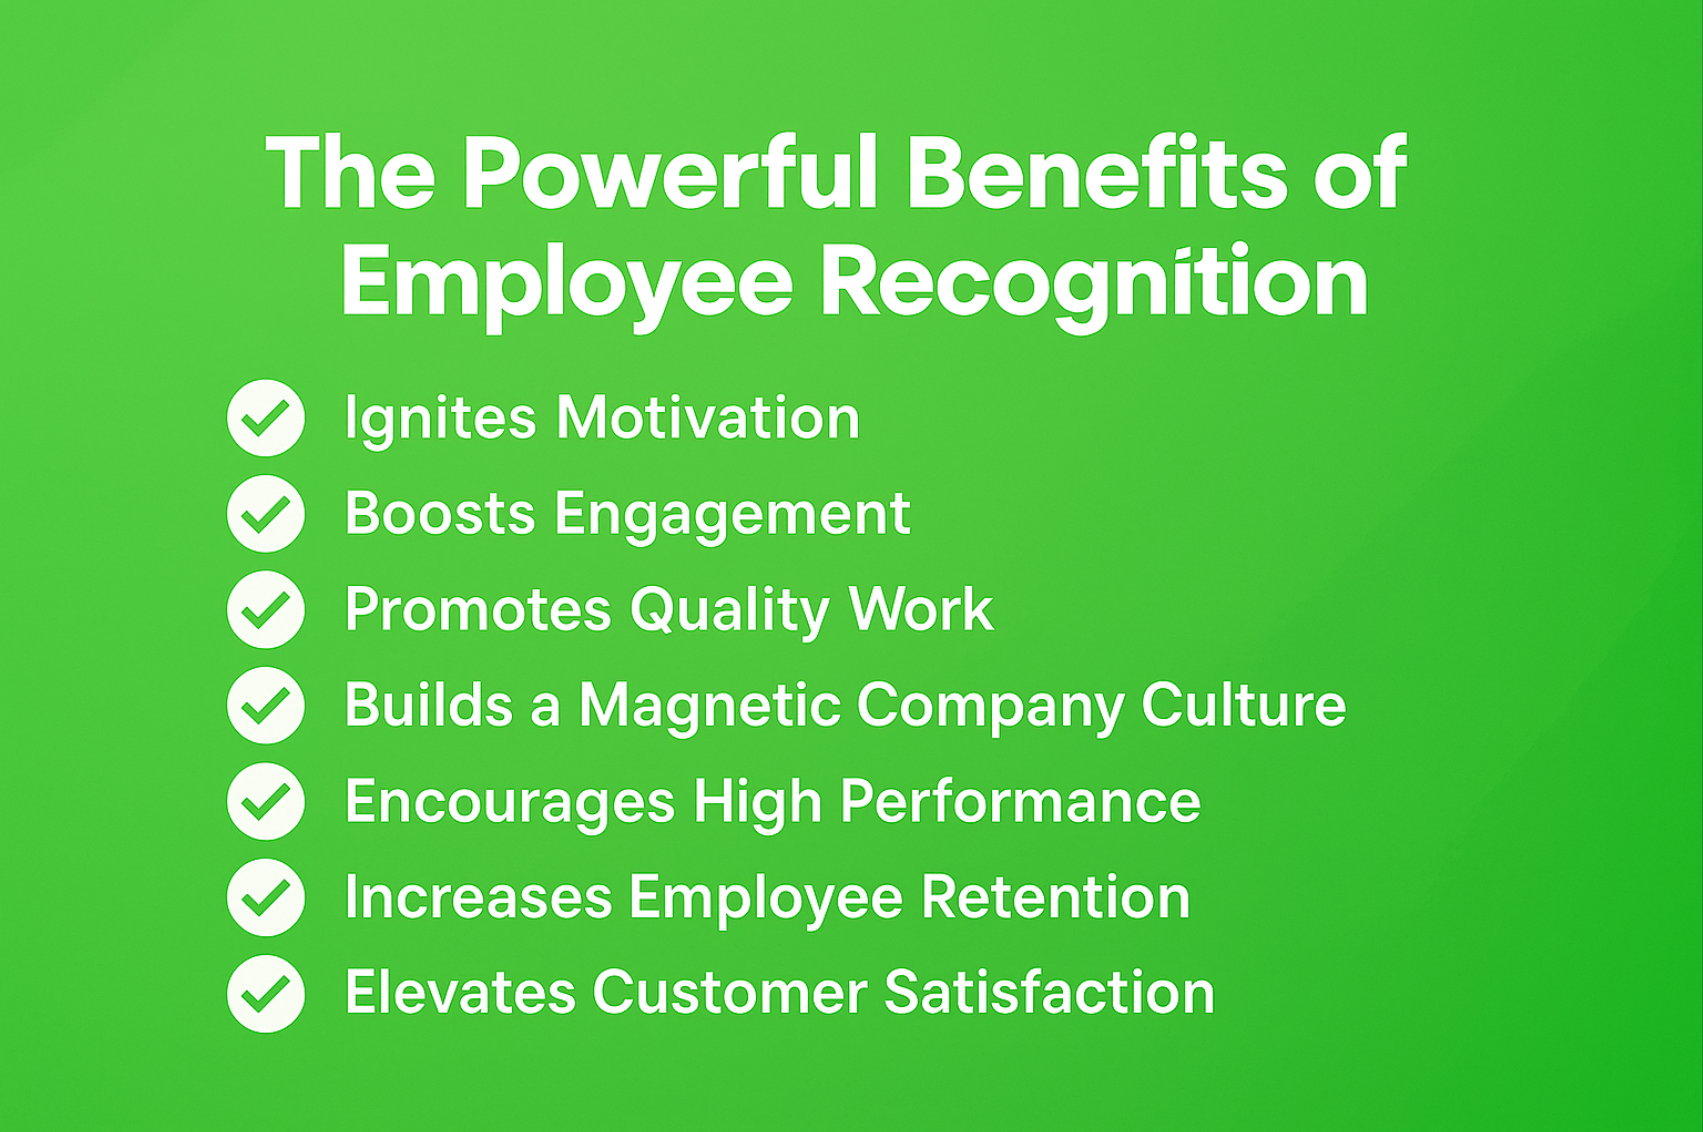 The Powerful Benefits of
Employee Recognítion
Ignites Motivation
Boosts Engagement
Promotes Quality Work
Builds a Magnetic Company Culture
Encourages High Performance
Increases Employee Retention
Elevates Customer Satisfaction